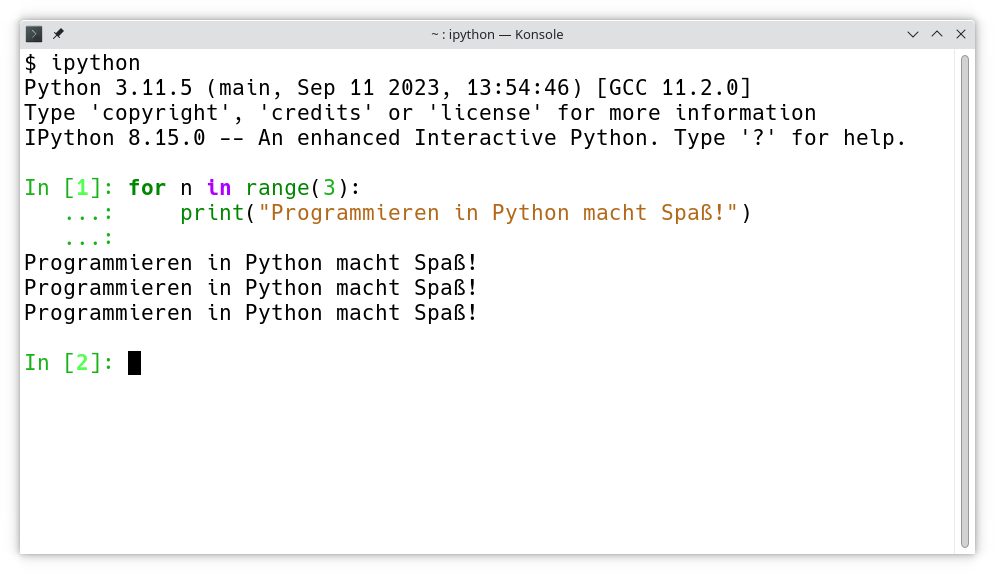 ~ : ipython — Konsole
$ ipython
Python 3.11.5 (main, Sep 11 2023, 13:54:46) [GCC 11.2.0]
Type 'copyright', 'credits' or 'license' for more information
IPython 8.15.0 -- An enhanced Interactive Python. Type '?' for help.
In [1]: for n in range(3):
   ...:     print("Programmieren in Python macht Spaß!")
   ...:
Programmieren in Python macht Spaß!
Programmieren in Python macht Spaß!
Programmieren in Python macht Spaß!
In [2]: